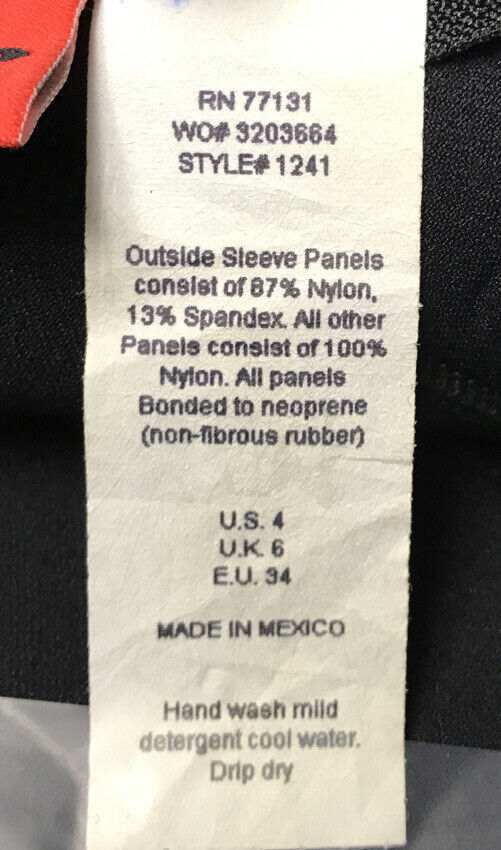 RN 77131
WO# 3203664
STYLE# 1241
Outside Sleeve Panels
consist of 87% Nylon,
13% Spandex. All other
Panels consist of 100%
Nylon. All panels
Bonded to neoprene
(non-fibrous rubber)
U.S. 4
U.K. 6
E.U. 34
MADE IN MEXICO
Hand wash mild
detergent cool water.
Drip dry